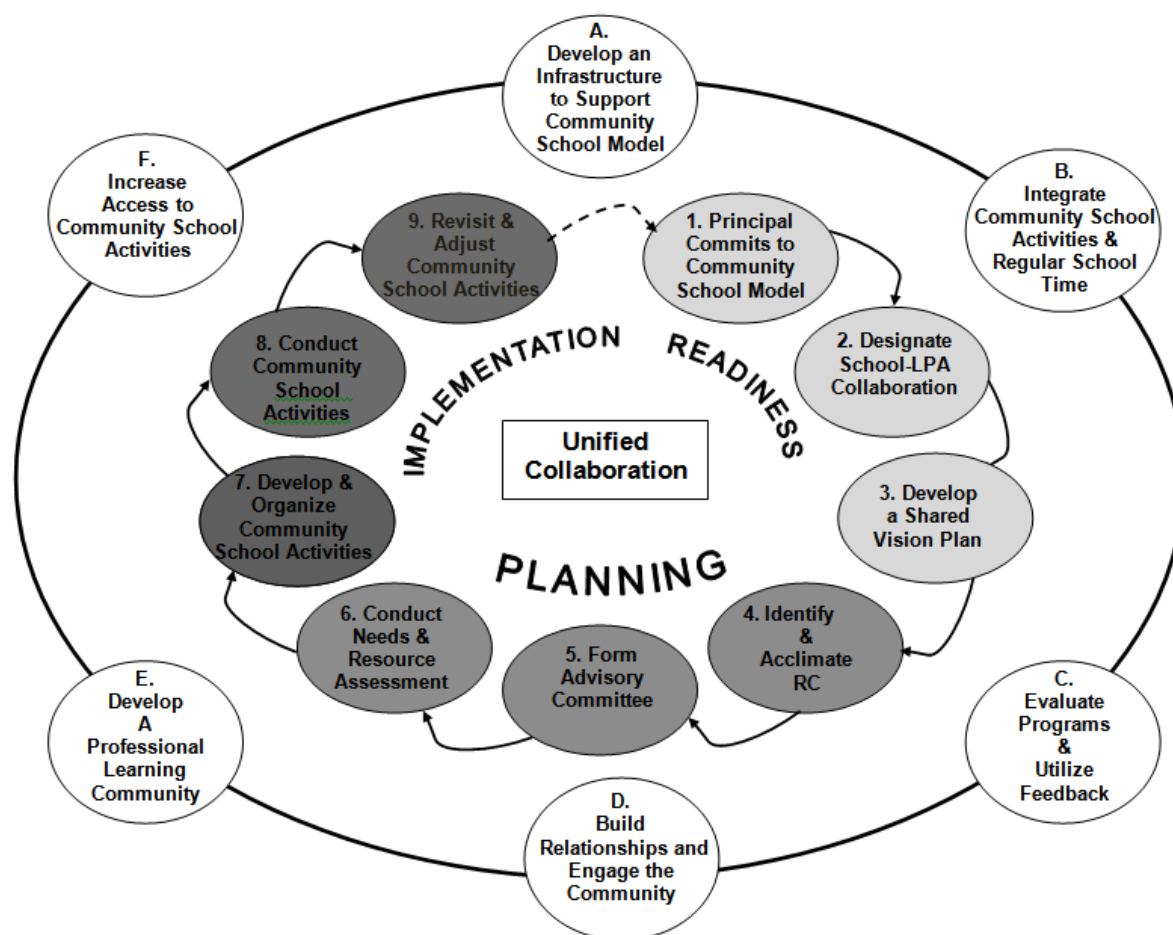 A.
Develop an
Infrastructure
to Support
Community
School Model
B.
Integrate
Community School
Activities &
Regular School
Time
C.
Evaluate
Programs
&
Utilize
Feedback
D.
Build
Relationships and
Engage the
Community
E.
Develop
A
Professional
Learning
Community
F.
Increase
Access to
Community School
Activities
1. Principal
Commits to
Community
School Model
2. Designate
School-LPA
Collaboration
3. Develop
a Shared
Vision Plan
4. Identify
&
Acclimate
RC
5. Form
Advisory
Committee
6. Conduct
Needs &
Resource
Assessment
7. Develop &
Organize
Community
School Activities
8. Conduct
Community
School
Activities
9. Revisit &
Adjust
Community
School Activities
IMPLEMENTATION
READINESS
PLANNING
Unified
Collaboration